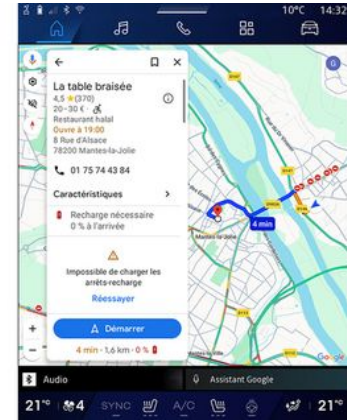 10°C 14:32
La table braisée
4,5 ★ (370)
20-30 € ·
Restaurant halal
Ouvre à 19:00
8 Rue d'Alsace
78200 Mantes-la-Jolie
01 75 74 43 84
Caractéristiques
Recharge nécessaire
0 % à l'arrivée
Impossible de charger les
arrêts-recharge
Réessayer
Démarrer
4 min · 1,6 km · 0 %
G
4 min
Mantes-la-Jolie
Google
Audio
Assistant Google
21°C 4 SYNC A/C 21°C